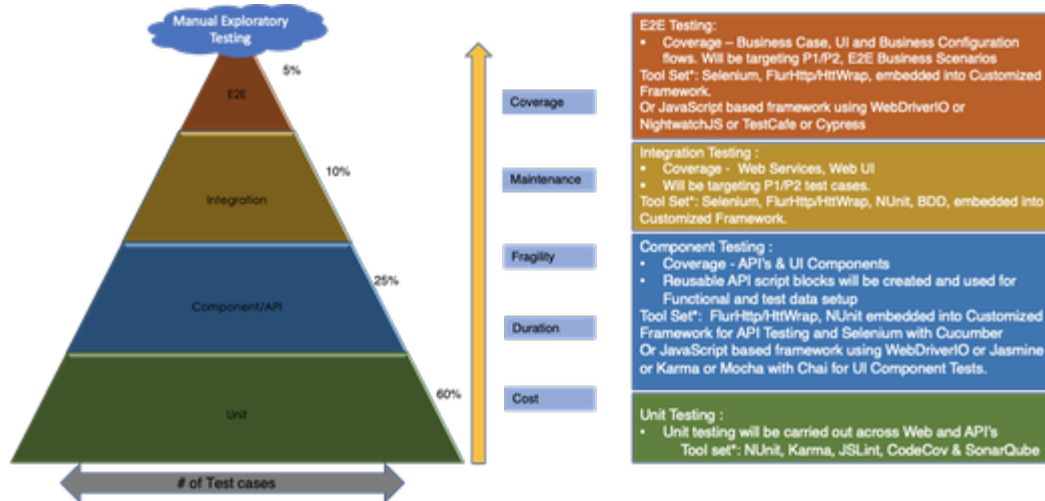 Manual Exploratory
Testing
5%
E2E
10%
Integration
25%
Component/API
60%
Unit
# of Test cases
Coverage
Maintenance
Fragility
Duration
Cost
E2E Testing:
• Coverage – Business Case, UI and Business Configuration
flows. Will be targeting P1/P2, E2E Business Scenarios
Tool Set*: Selenium, FlurHttp/HttWrap, embedded into Customized
Framework.
Or JavaScript based framework using WebDriverIO or
NightwatchJS or TestCafe or Cypress
Integration Testing :
• Coverage - Web Services, Web UI
• Will be targeting P1/P2 test cases.
Tool Set*: Selenium, FlurHttp/HttWrap, NUnit, BDD, embedded into
Customized Framework.
Component Testing :
• Coverage - API's & UI Components
• Reusable API script blocks will be created and used for
Functional and test data setup
Tool Set*: FlurHttp/HttWrap, NUnit embedded into Customized
Framework for API Testing and Selenium with Cucumber
Or JavaScript based framework using WebDriverIO or Jasmine
or Karma or Mocha with Chai for UI Component Tests.
Unit Testing :
• Unit testing will be carried out across Web and API's
Tool set*: NUnit, Karma, JSLint, CodeCov & SonarQube